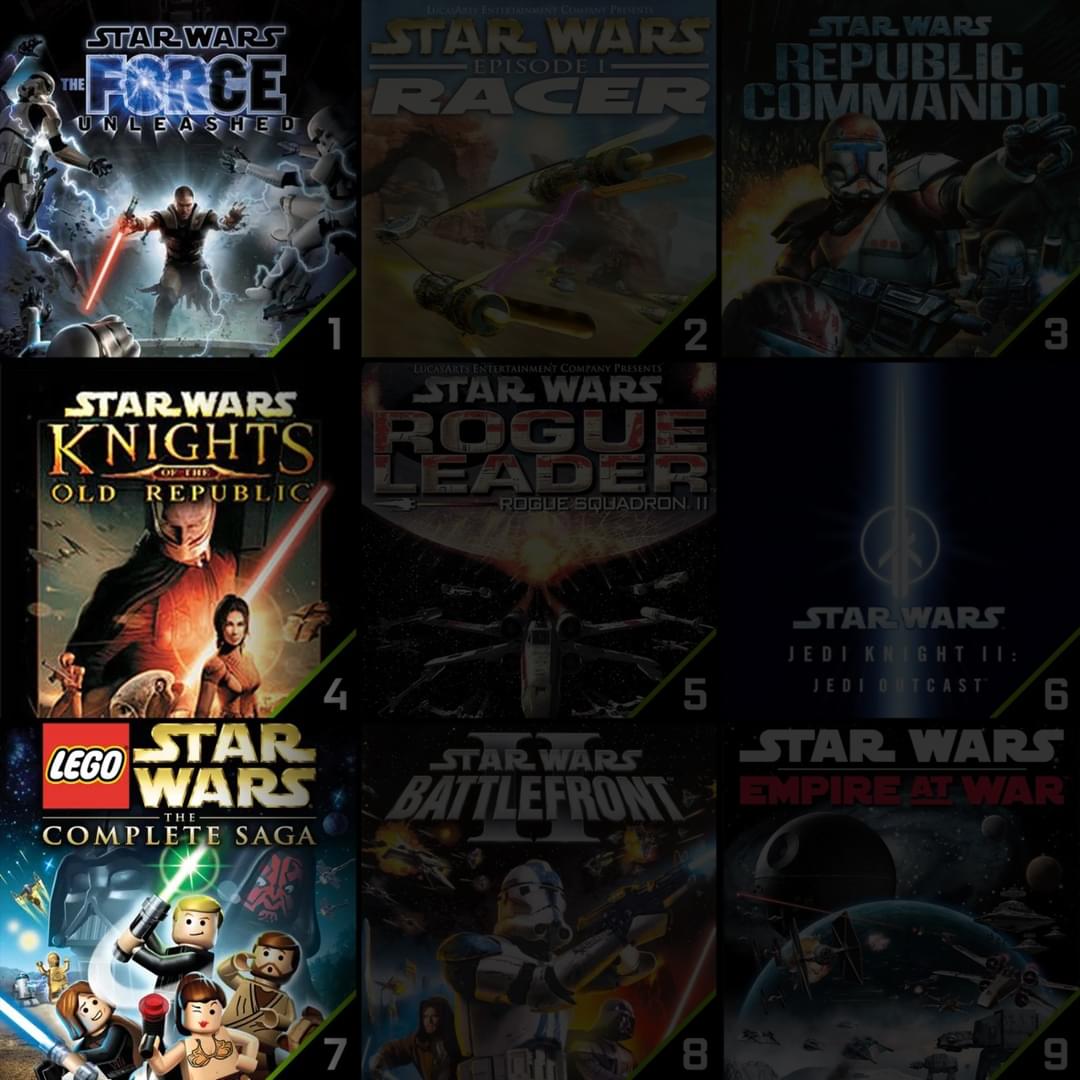 STAR WARS
THE FORCE
UNLEASHED
1
LUCASARTS ENTERTAINMENT COMPANY PRESENTS
STAR WARS
EPISODE I
RACER
2
STAR WARS
REPUBLIC
COMMANDO
3
STAR WARS
KNIGHTS
OF THE
OLD REPUBLIC
4
LUCASARTS ENTERTAINMENT COMPANY PRESENTS
STAR WARS
ROGUE
LEADER
ROGUE SQUADRON II
5
STAR WARS
JEDI KNIGHT II:
JEDI OUTCAST
6
LEGO STAR
WARS
THE
COMPLETE SAGA
7
II
STAR WARS
BATTLEFRONT
8
STAR WARS
EMPIRE AT WAR
9